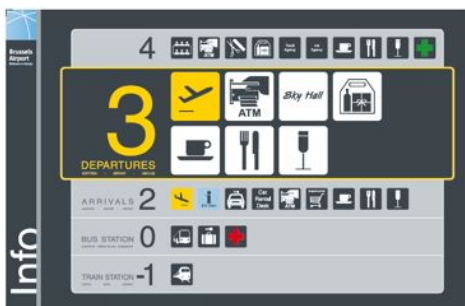 Brussels
Airport
Info
4
3
ATM
Sky Hall
DEPARTURES
ARRIVALS 2
i
Car
Rental
Desk
BUS STATION 0
TRAIN STATION -1